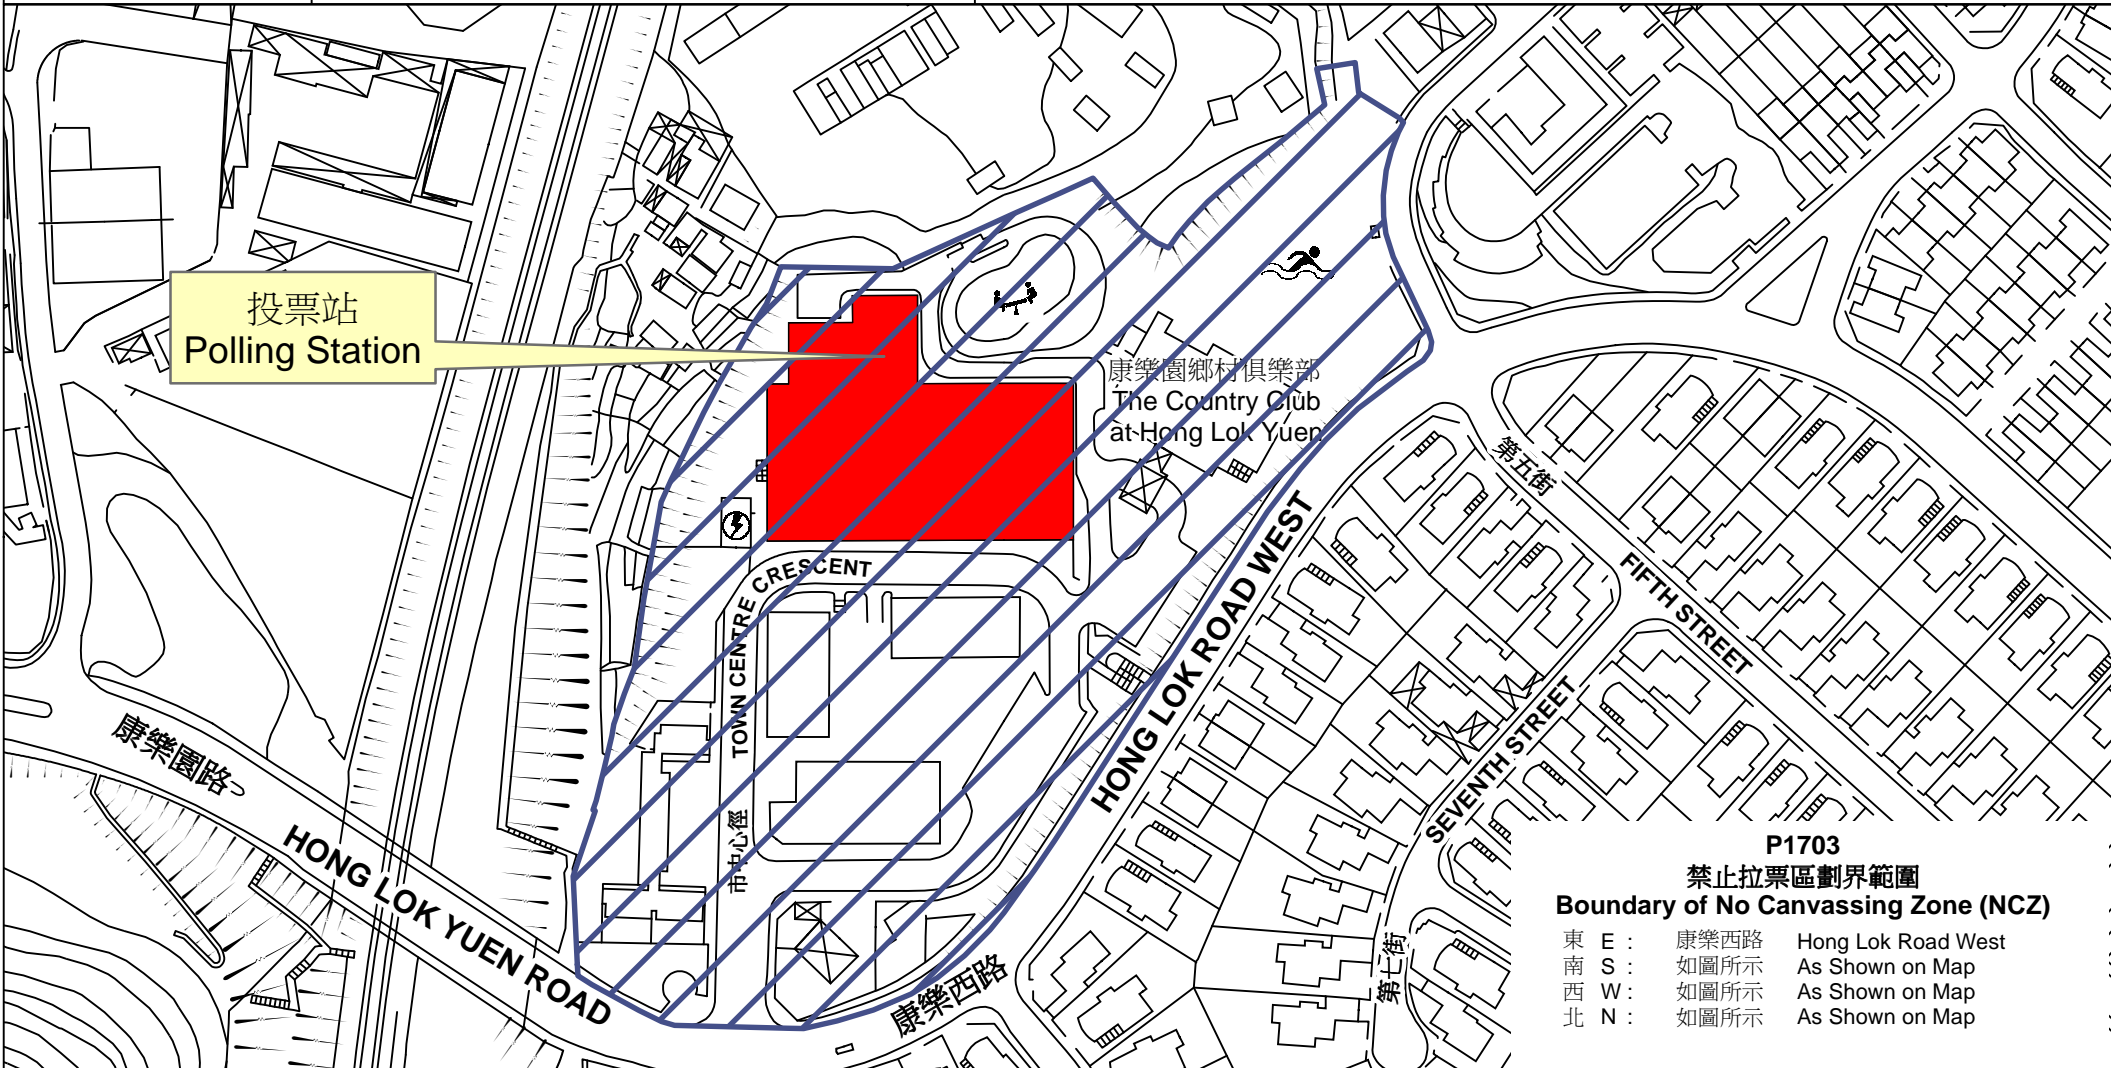 投票站
Polling Station
康樂園鄉村俱樂部
The Country Club
at Hong Lok Yuen
第五街
FIFTH STREET
HONG LOK ROAD WEST
TOWN CENTRE CRESCENT
市中心徑
SEVENTH STREET
第七街
康樂園路
HONG LOK YUEN ROAD
康樂西路
P1703
禁止拉票區劃界範圍
Boundary of No Canvassing Zone (NCZ)
東 E : 康樂西路 Hong Lok Road West
南 S : 如圖所示 As Shown on Map
西 W : 如圖所示 As Shown on Map
北 N : 如圖所示 As Shown on Map